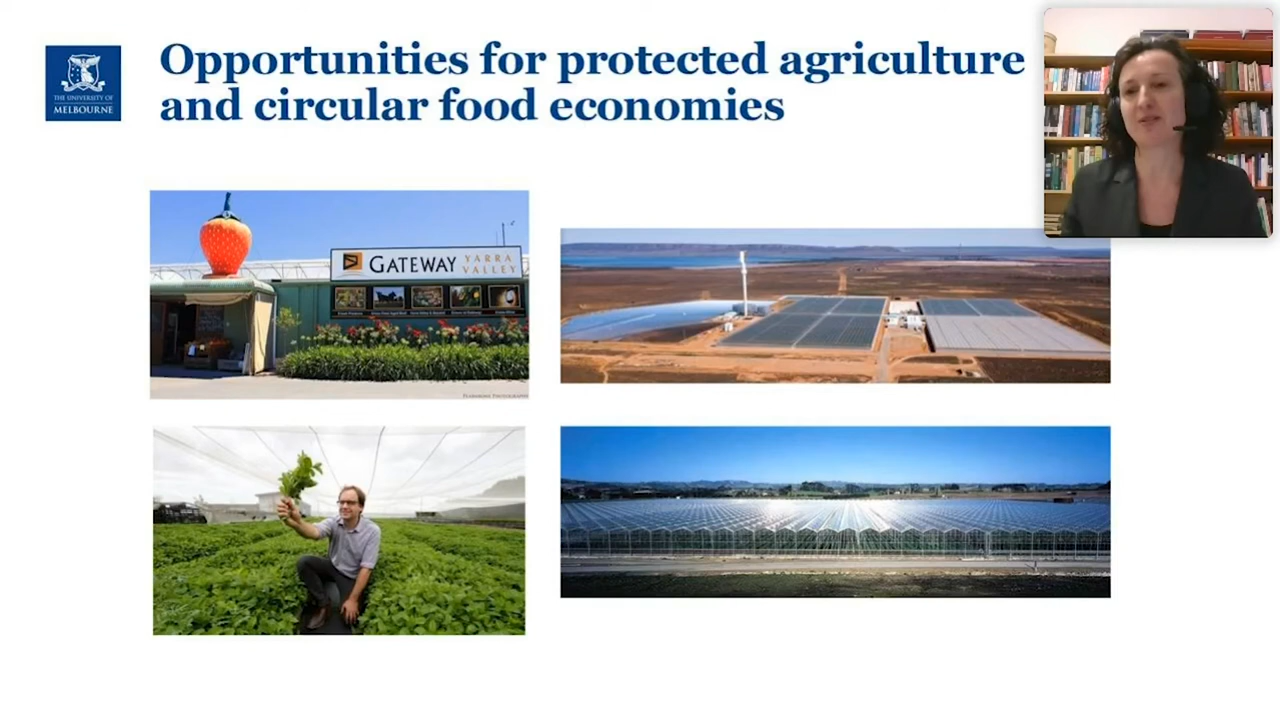 THE UNIVERSITY OF
MELBOURNE
Opportunities for protected agriculture
and circular food economies
GATEWAY YARRA
VALLEY